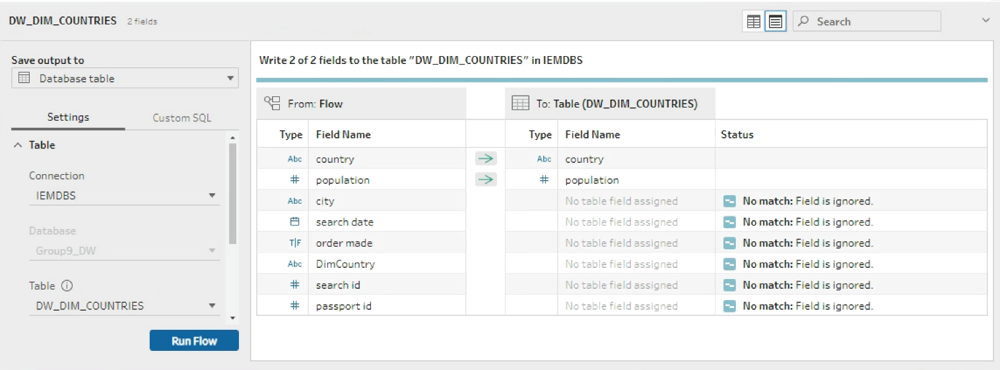 DW_DIM_COUNTRIES 2 fields
Search
Save output to
Database table
Settings Custom SQL
Table
Connection
IEMDBS
Database
Group9_DW
Table
DW_DIM_COUNTRIES
Run Flow
Write 2 of 2 fields to the table "DW_DIM_COUNTRIES" in IEMDBS
From: Flow To: Table (DW_DIM_COUNTRIES)
Type Field Name Type Field Name Status
Abc country Abc country
# population # population
Abc city No table field assigned No match: Field is ignored.
search date No table field assigned No match: Field is ignored.
T|F order made No table field assigned No match: Field is ignored.
Abc DimCountry No table field assigned No match: Field is ignored.
# search id No table field assigned No match: Field is ignored.
# passport id No table field assigned No match: Field is ignored.